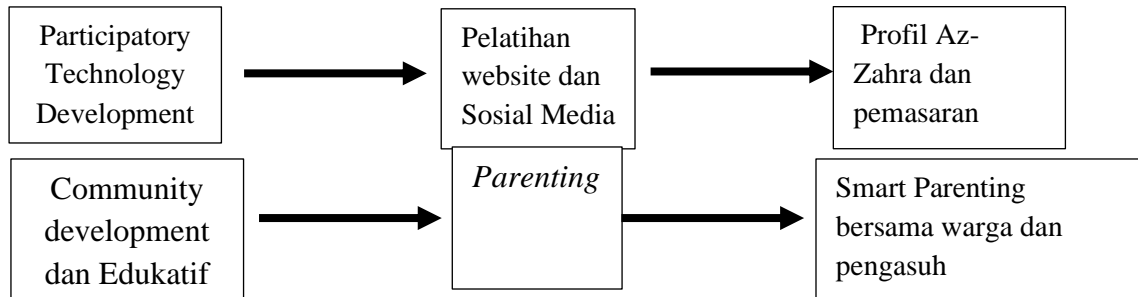 Participatory
Technology
Development
Pelatihan
website dan
Sosial Media
Profil Az-
Zahra dan
pemasaran
Community
development
dan Edukatif
Parenting
Smart Parenting
bersama warga dan
pengasuh